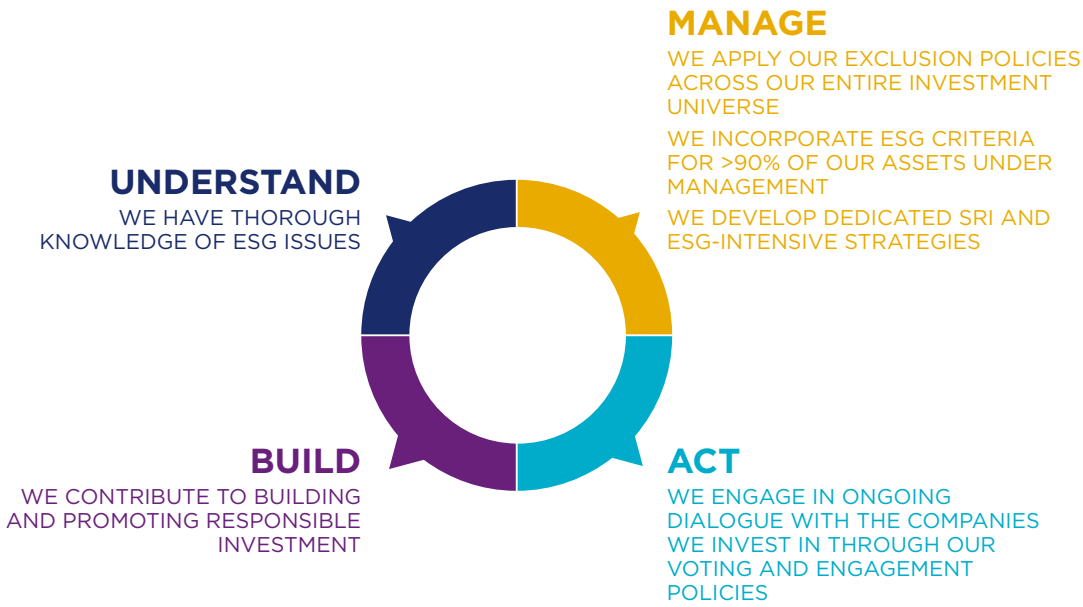 MANAGE
WE APPLY OUR EXCLUSION POLICIES
ACROSS OUR ENTIRE INVESTMENT
UNIVERSE
WE INCORPORATE ESG CRITERIA
FOR >90% OF OUR ASSETS UNDER
MANAGEMENT
WE DEVELOP DEDICATED SRI AND
ESG-INTENSIVE STRATEGIES
UNDERSTAND
WE HAVE THOROUGH
KNOWLEDGE OF ESG ISSUES
BUILD
WE CONTRIBUTE TO BUILDING
AND PROMOTING RESPONSIBLE
INVESTMENT
ACT
WE ENGAGE IN ONGOING
DIALOGUE WITH THE COMPANIES
WE INVEST IN THROUGH OUR
VOTING AND ENGAGEMENT
POLICIES